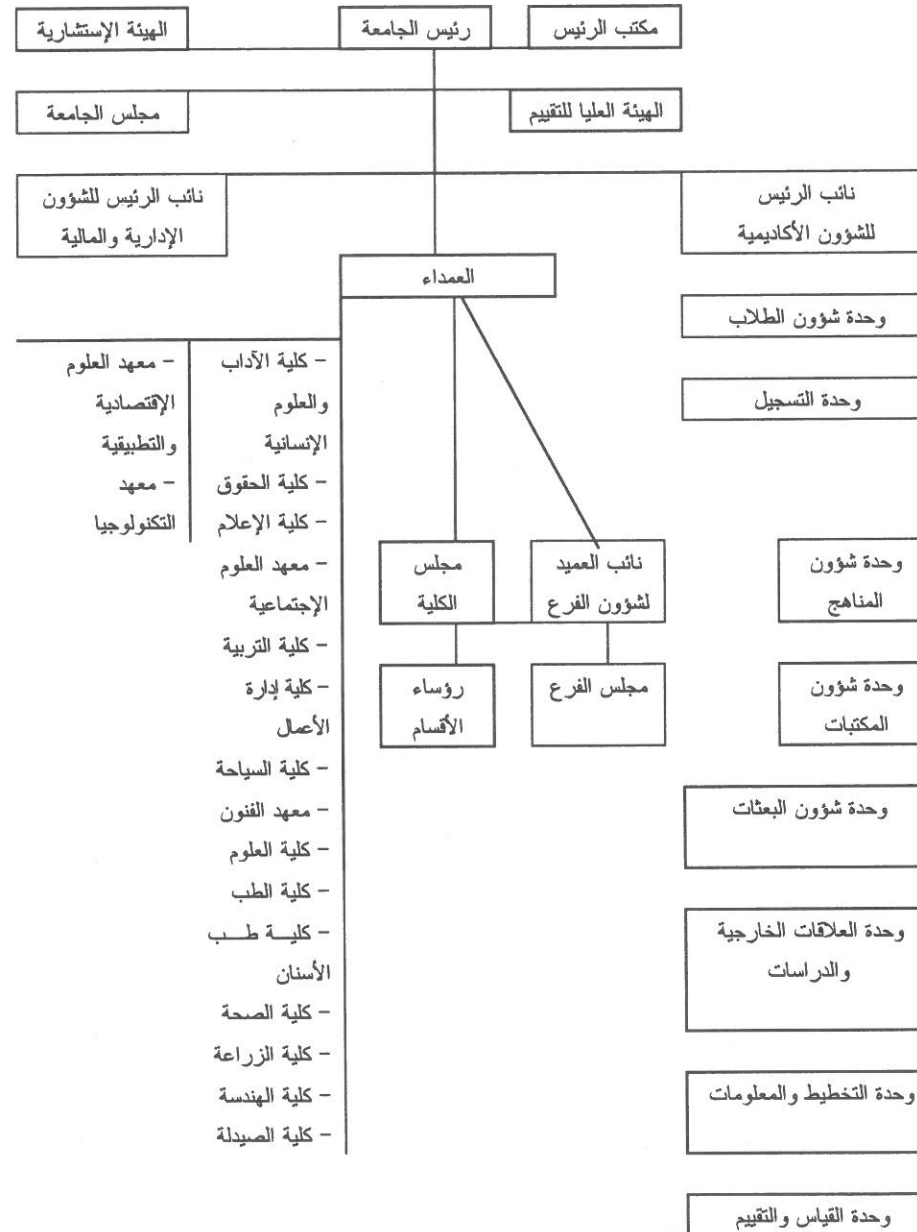 مكتب الرئيس
رئيس الجامعة
الهيئة الإستشارية
الهيئة العليا للتقييم
مجلس الجامعة
نائب الرئيس
للشؤون الأكاديمية
نائب الرئيس للشؤون
الإدارية والمالية
العمداء
وحدة شؤون الطلاب
وحدة التسجيل
وحدة شؤون
المناهج
وحدة شؤون
المكتبات
وحدة شؤون البعثات
وحدة العلاقات الخارجية
والدراسات
وحدة التخطيط والمعلومات
وحدة القياس والتقييم
نائب العميد
لشؤون الفرع
مجلس
الكلية
مجلس الفرع
رؤساء
الأقسام
– كلية الآداب
والعلوم
الإنسانية
– كلية الحقوق
– كلية الإعلام
– معهد العلوم
الإجتماعية
– كلية التربية
– كلية إدارة
الأعمال
– كلية السياحة
– معهد الفنون
– كلية العلوم
– كلية الطب
– كليـــة طـــب
الأسنان
– كلية الصحة
– كلية الزراعة
– كلية الهندسة
– كلية الصيدلة
– معهد العلوم
الإقتصادية
والتطبيقية
– معهد
التكنولوجيا